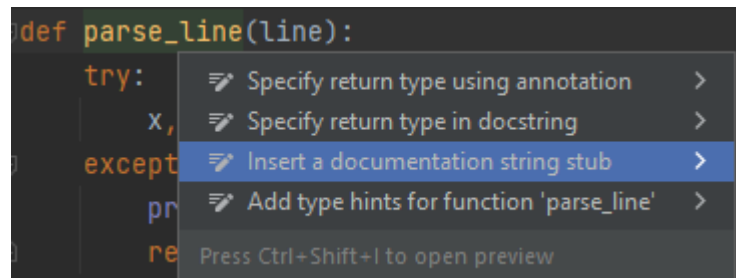 def parse_line(line):
try:
Specify return type using annotation
x,
Specify return type in docstring
except
Insert a documentation string stub
pr
Add type hints for function 'parse_line'
re
Press Ctrl+Shift+I to open preview